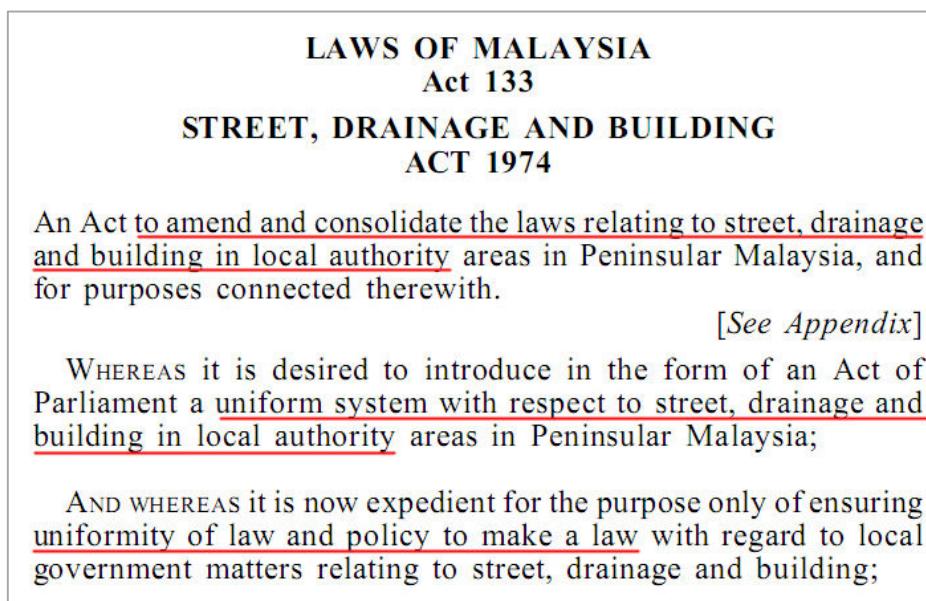 LAWS OF MALAYSIA
Act 133
STREET, DRAINAGE AND BUILDING
ACT 1974
An Act to amend and consolidate the laws relating to street, drainage
and building in local authority areas in Peninsular Malaysia, and
for purposes connected therewith.
[See Appendix]
WHEREAS it is desired to introduce in the form of an Act of
Parliament a uniform system with respect to street, drainage and
building in local authority areas in Peninsular Malaysia;
AND WHEREAS it is now expedient for the purpose only of ensuring
uniformity of law and policy to make a law with regard to local
government matters relating to street, drainage and building;